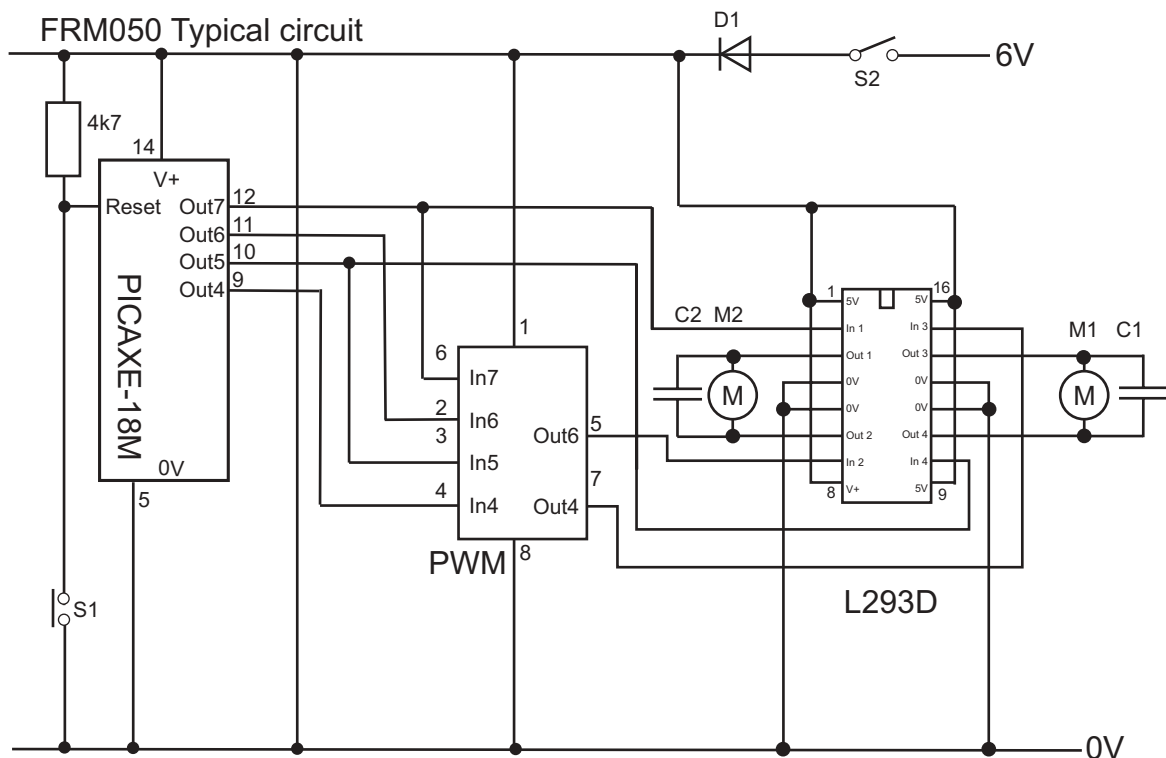 FRM050 Typical circuit
D1
S2
6V
4k7
14
V+
Reset
Out7
12
Out6
11
Out5
10
Out4
9
PICAXE-18M
0V
5
S1
1
6
In7
2
In6
3
In5
4
In4
Out6
5
Out4
7
8
PWM
C2 M2
M
1
5V
In 1
Out 1
0V
0V
Out 2
In 2
V+
8
16
5V
In 3
Out 3
0V
0V
Out 4
In 4
5V
9
L293D
M1 C1
M
0V